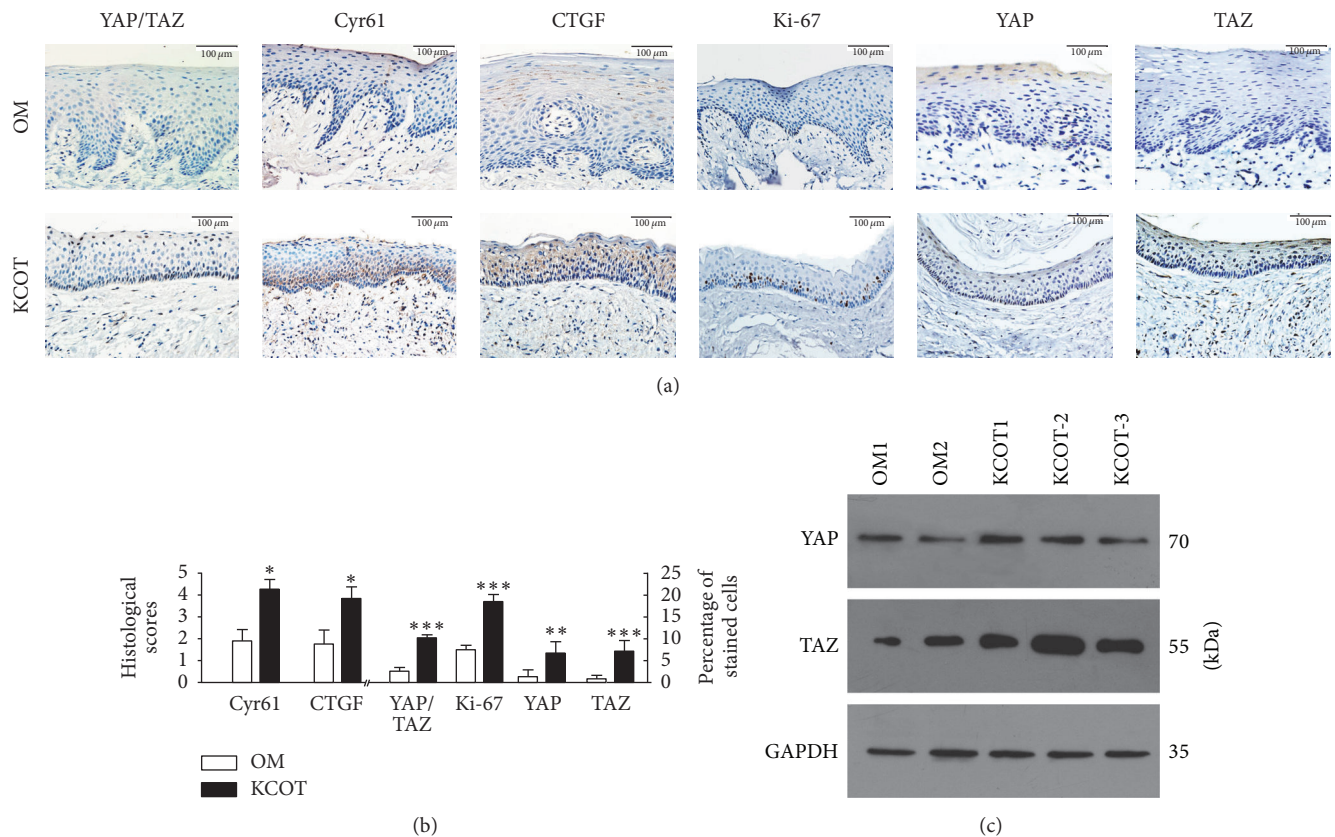 YAP/TAZ Cyr61 CTGF Ki-67 YAP TAZ
OM
100 μm 100 μm 100 μm 100 μm 100 μm 100 μm
KCOT
100 μm 100 μm 100 μm 100 μm 100 μm 100 μm
(a)
Histological
scores
5
4
3
2
1
0
* * *** *** ** ***
25
20
15
10
5
0
Percentage of
stained cells
Cyr61 CTGF YAP/ Ki-67 YAP TAZ
TAZ
OM
KCOT
(b)
OM1 OM2 KCOT1 KCOT-2 KCOT-3
YAP 70
TAZ 55
(kDa)
GAPDH 35
(c)